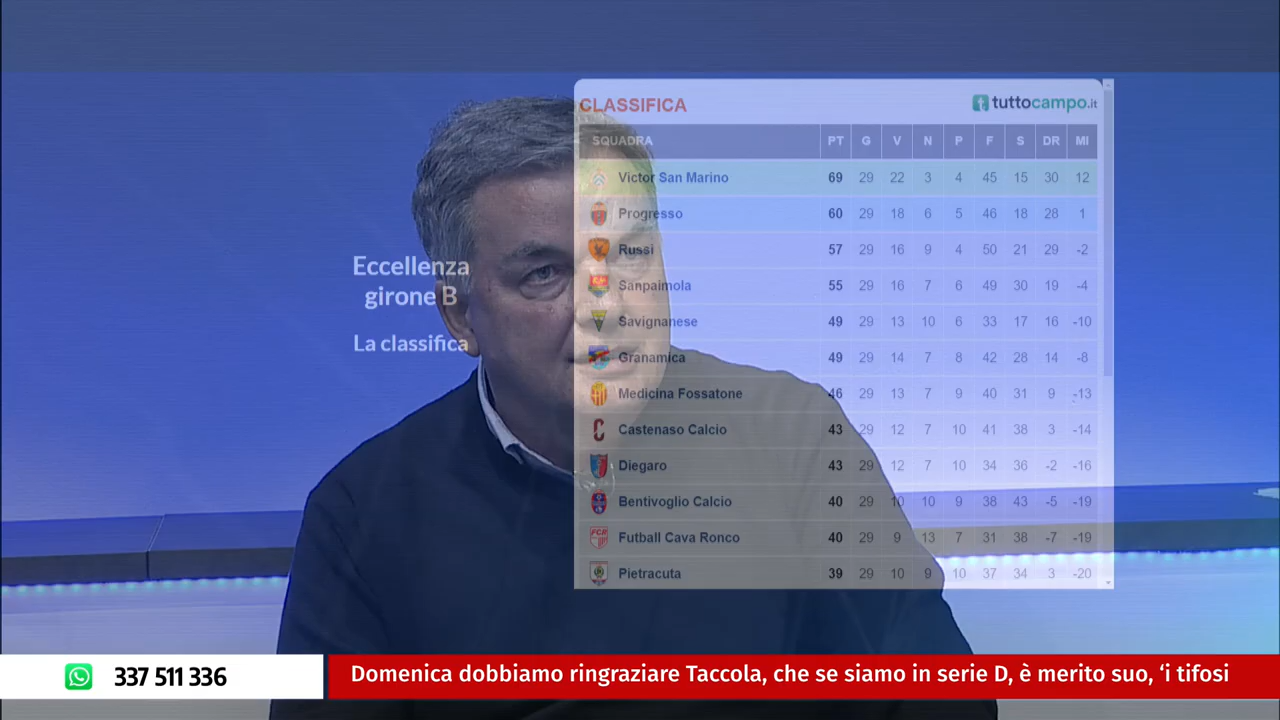 CLASSIFICA
tuttocampo.it
SQUADRA PT G V N P F S DR MI
Victor San Marino 69 29 22 3 4 45 15 30 12
Progresso 60 29 18 6 5 46 18 28 1
Russi 57 29 16 9 4 50 21 29 -2
Sanpaimola 55 29 16 7 6 49 30 19 -4
Savignanese 49 29 13 10 6 33 17 16 -10
Granamica 49 29 14 7 8 42 28 14 -8
Medicina Fossatone 46 29 13 7 9 40 31 9 -13
Castenaso Calcio 43 29 12 7 10 41 38 3 -14
Diegaro 43 29 12 7 10 34 36 -2 -16
Bentivoglio Calcio 40 29 10 10 9 38 43 -5 -19
Futball Cava Ronco 40 29 9 13 7 31 38 -7 -19
Pietracuta 39 29 10 9 10 37 34 3 -20
Eccellenza
girone B
La classifica
337 511 336
Domenica dobbiamo ringraziare Taccola, che se siamo in serie D, è merito suo, ‘i tifosi